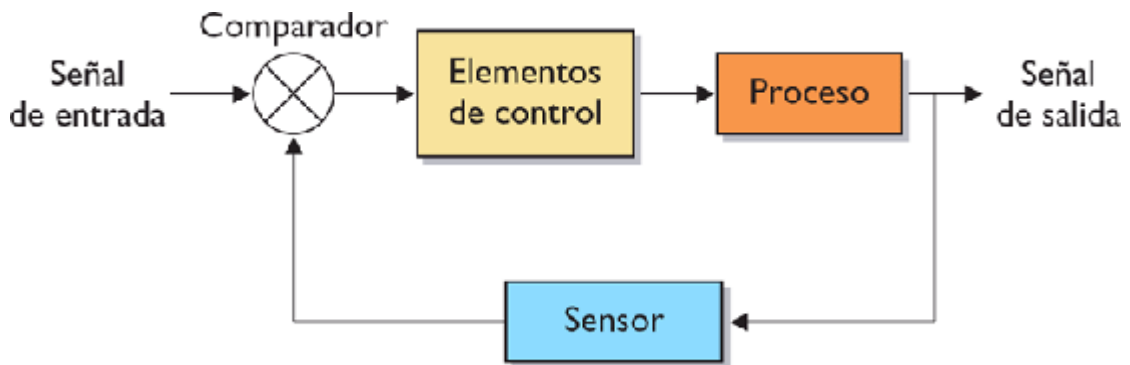 Comparador
Señal
de entrada
Elementos
de control
Proceso
Señal
de salida
Sensor